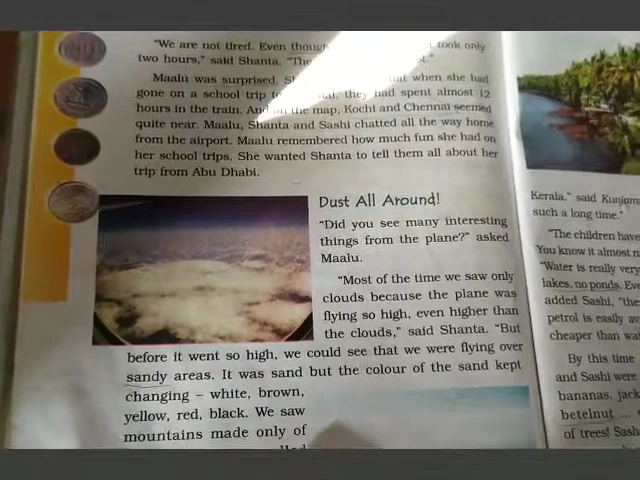 "We are not tired. Even though took only
two hours," said Shanta. "The
Maalu was surprised. that when she had
gone on a school trip to they had spent almost 12
hours in the train. And on the map, Kochi and Chennai seemed
quite near. Maalu, Shanta and Sashi chatted all the way home
from the airport. Maalu remembered how much fun she had on
her school trips. She wanted Shanta to tell them all about her
trip from Abu Dhabi.
Dust All Around!
"Did you see many interesting
things from the plane?" asked
Maalu.
"Most of the time we saw only
clouds because the plane was
flying so high, even higher than
the clouds," said Shanta. "But
before it went so high, we could see that we were flying over
sandy areas. It was sand but the colour of the sand kept
changing – white, brown,
yellow, red, black. We saw
mountains made only of
Kerala," said
such a long time."
"The children have
You know it almost
"Water is really very
lakes, no ponds.
added Sashi, "the
petrol is easily
cheaper than
By this time
and Sashi were
bananas,
betelnut ...
of trees!